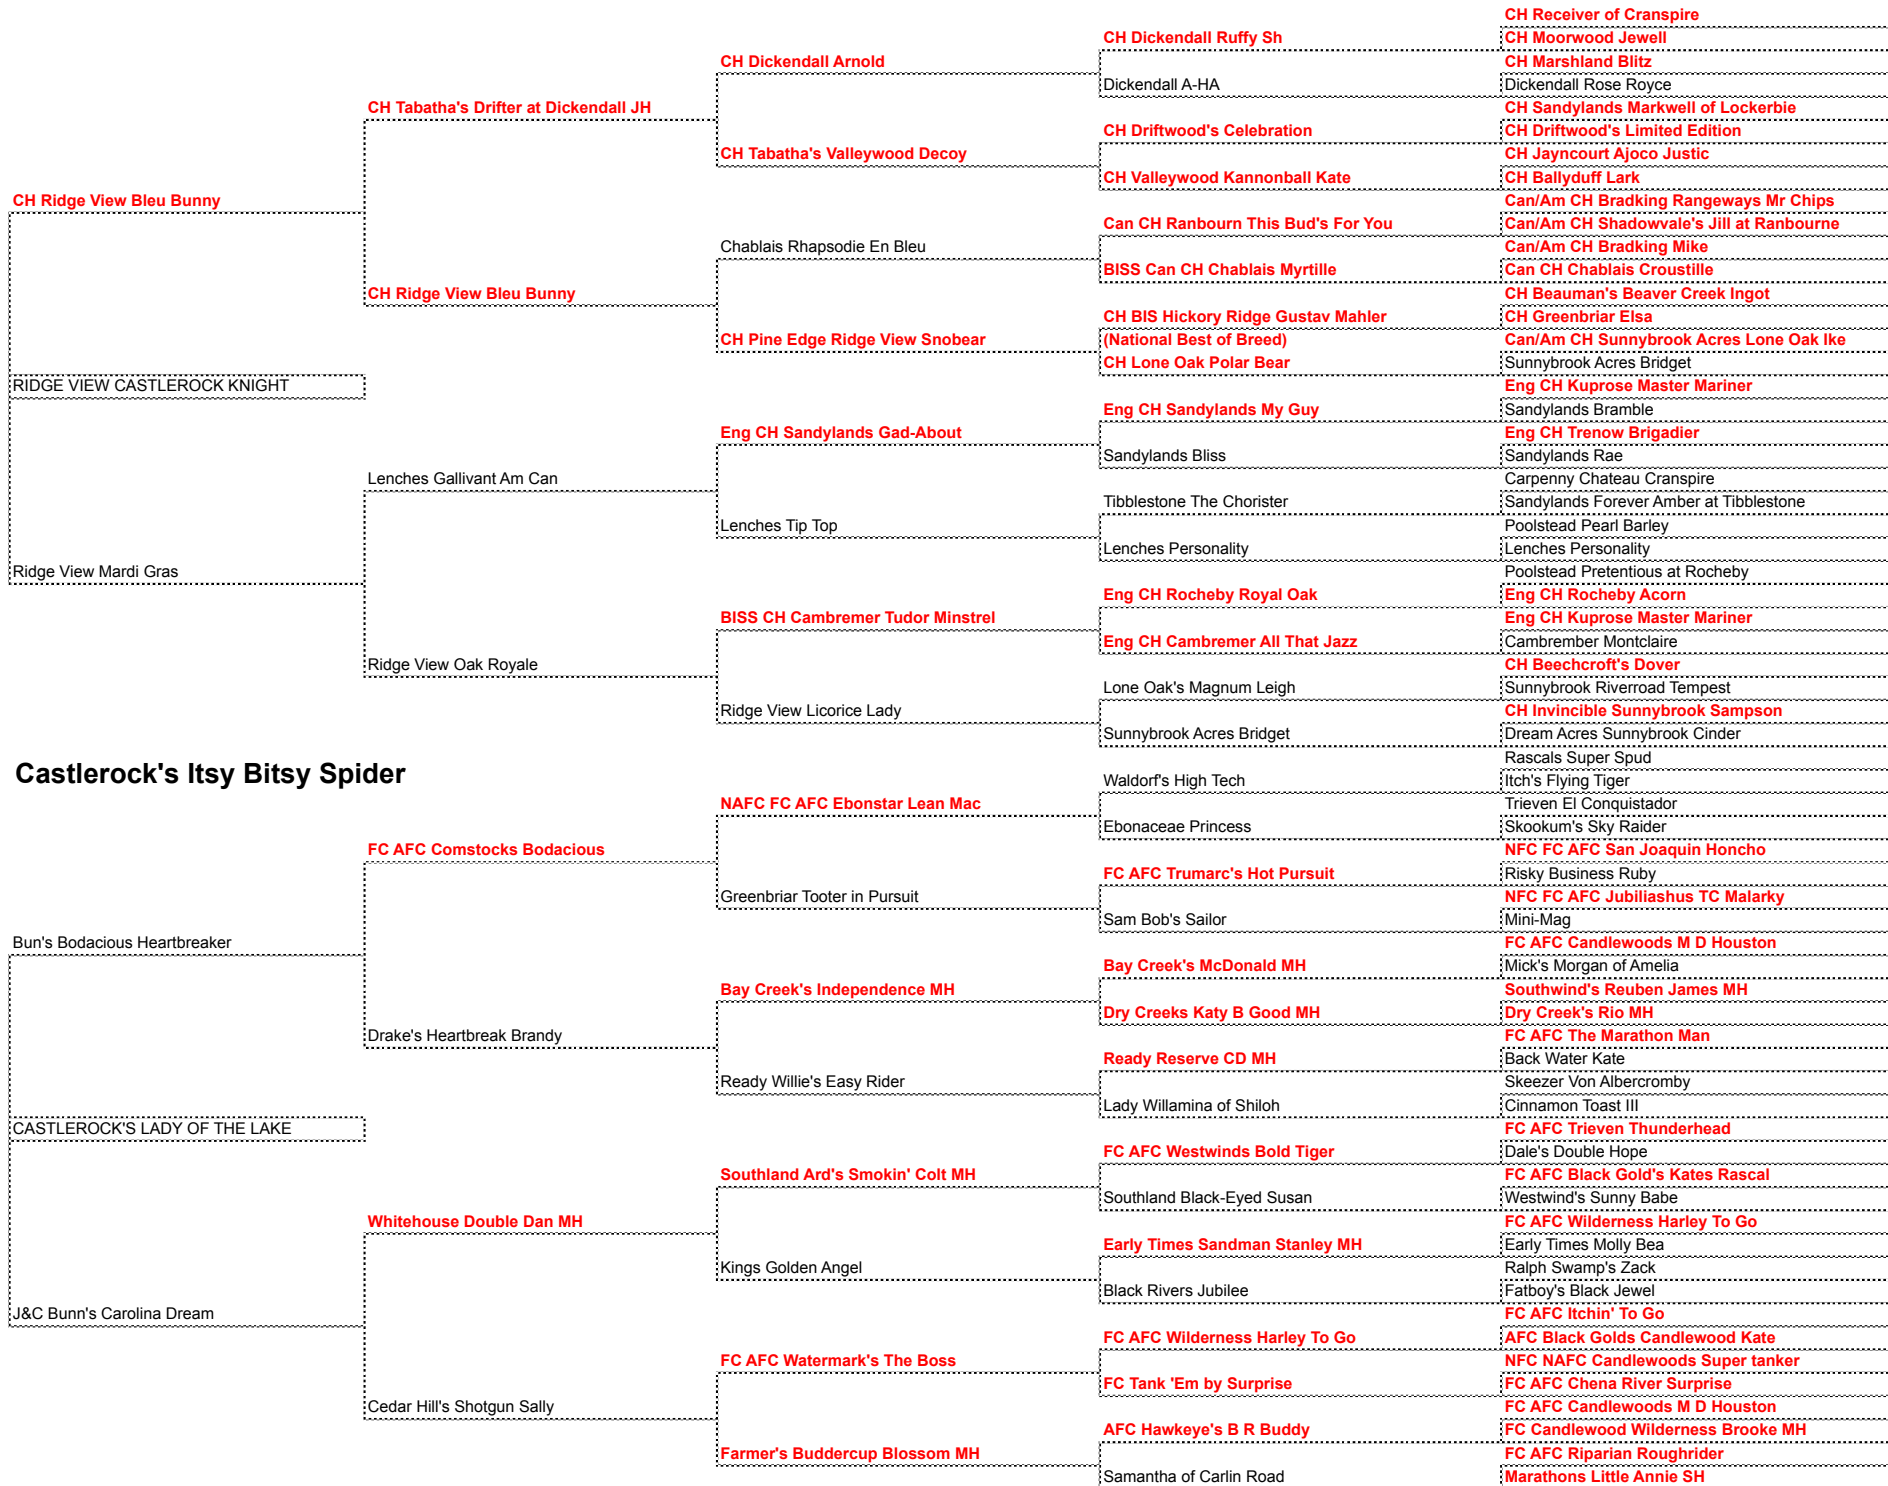 CH Receiver of Cranspire
CH Dickendall Ruffy Sh
CH Moorwood Jewell
CH Dickendall Arnold
CH Marshland Blitz
Dickendall A-HA
Dickendall Rose Royce
CH Tabatha's Drifter at Dickendall JH
CH Sandylands Markwell of Lockerbie
CH Driftwood's Celebration
CH Driftwood's Limited Edition
CH Tabatha's Valleywood Decoy
CH Jayncourt Ajoco Justic
CH Valleywood Kannonball Kate
CH Ballyduff Lark
CH Ridge View Bleu Bunny
Can/Am CH Bradking Rangeways Mr Chips
Can CH Ranbourn This Bud's For You
Can/Am CH Shadowvale's Jill at Ranbourne
Chablais Rhapsodie En Bleu
Can/Am CH Bradking Mike
BISS Can CH Chablais Myrtille
Can CH Chablais Croustille
CH Ridge View Bleu Bunny
CH Beauman's Beaver Creek Ingot
CH BIS Hickory Ridge Gustav Mahler
CH Greenbriar Elsa
CH Pine Edge Ridge View Snobear
(National Best of Breed)
Can/Am CH Sunnybrook Acres Lone Oak Ike
CH Lone Oak Polar Bear
Sunnybrook Acres Bridget
RIDGE VIEW CASTLEROCK KNIGHT
Eng CH Kuprose Master Mariner
Eng CH Sandylands My Guy
Sandylands Bramble
Eng CH Sandylands Gad-About
Eng CH Trenow Brigadier
Sandylands Bliss
Sandylands Rae
Lenches Gallivant Am Can
Carpenny Chateau Cranspire
Tibblestone The Chorister
Sandylands Forever Amber at Tibblestone
Lenches Tip Top
Poolstead Pearl Barley
Lenches Personality
Lenches Personality
Ridge View Mardi Gras
Poolstead Pretentious at Rocheby
Eng CH Rocheby Royal Oak
Eng CH Rocheby Acorn
BISS CH Cambremer Tudor Minstrel
Eng CH Kuprose Master Mariner
Eng CH Cambremer All That Jazz
Cambrember Montclaire
Ridge View Oak Royale
CH Beechcroft's Dover
Lone Oak's Magnum Leigh
Sunnybrook Riverroad Tempest
Ridge View Licorice Lady
CH Invincible Sunnybrook Sampson
Sunnybrook Acres Bridget
Dream Acres Sunnybrook Cinder
Castlerock's Itsy Bitsy Spider
Rascals Super Spud
Waldorf's High Tech
Itch's Flying Tiger
NAFC FC AFC Ebonstar Lean Mac
Trieven El Conquistador
Ebonaceae Princess
Skookum's Sky Raider
FC AFC Comstocks Bodacious
NFC FC AFC San Joaquin Honcho
FC AFC Trumarc's Hot Pursuit
Risky Business Ruby
Greenbriar Tooter in Pursuit
NFC FC AFC Jubiliashus TC Malarky
Sam Bob's Sailor
Mini-Mag
Bun's Bodacious Heartbreaker
FC AFC Candlewoods M D Houston
Bay Creek's McDonald MH
Mick's Morgan of Amelia
Bay Creek's Independence MH
Southwind's Reuben James MH
Dry Creeks Katy B Good MH
Dry Creek's Rio MH
Drake's Heartbreak Brandy
FC AFC The Marathon Man
Ready Reserve CD MH
Back Water Kate
Ready Willie's Easy Rider
Skeezer Von Albercromby
Lady Willamina of Shiloh
Cinnamon Toast III
CASTLEROCK'S LADY OF THE LAKE
FC AFC Trieven Thunderhead
FC AFC Westwinds Bold Tiger
Dale's Double Hope
Southland Ard's Smokin' Colt MH
FC AFC Black Gold's Kates Rascal
Southland Black-Eyed Susan
Westwind's Sunny Babe
Whitehouse Double Dan MH
FC AFC Wilderness Harley To Go
Early Times Sandman Stanley MH
Early Times Molly Bea
Kings Golden Angel
Ralph Swamp's Zack
Black Rivers Jubilee
Fatboy's Black Jewel
J&C Bunn's Carolina Dream
FC AFC Itchin' To Go
FC AFC Wilderness Harley To Go
AFC Black Golds Candlewood Kate
FC AFC Watermark's The Boss
NFC NAFC Candlewoods Super tanker
FC Tank 'Em by Surprise
FC AFC Chena River Surprise
Cedar Hill's Shotgun Sally
FC AFC Candlewoods M D Houston
AFC Hawkeye's B R Buddy
FC Candlewood Wilderness Brooke MH
Farmer's Buddercup Blossom MH
FC AFC Riparian Roughrider
Samantha of Carlin Road
Marathons Little Annie SH